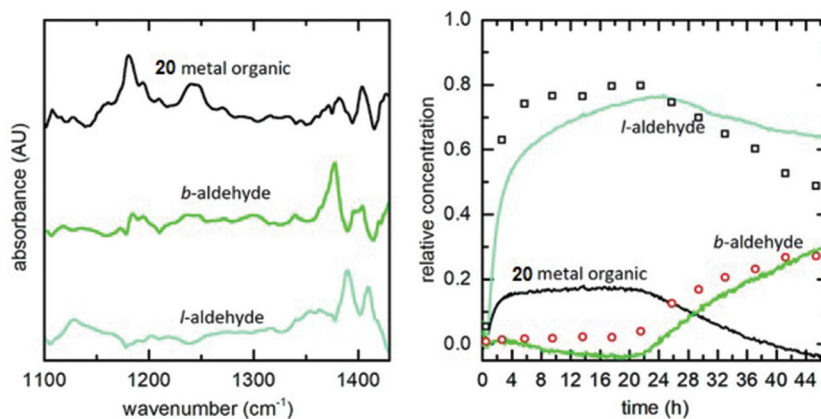 absorbance (AU)
20 metal organic
b-aldehyde
l-aldehyde
1100 1200 1300 1400
wavenumber (cm⁻¹)
relative concentration
1.0
0.8
0.6
0.4
0.2
0.0
l-aldehyde
b-aldehyde
20 metal organic
0 4 8 12 16 20 24 28 32 36 40 44
time (h)